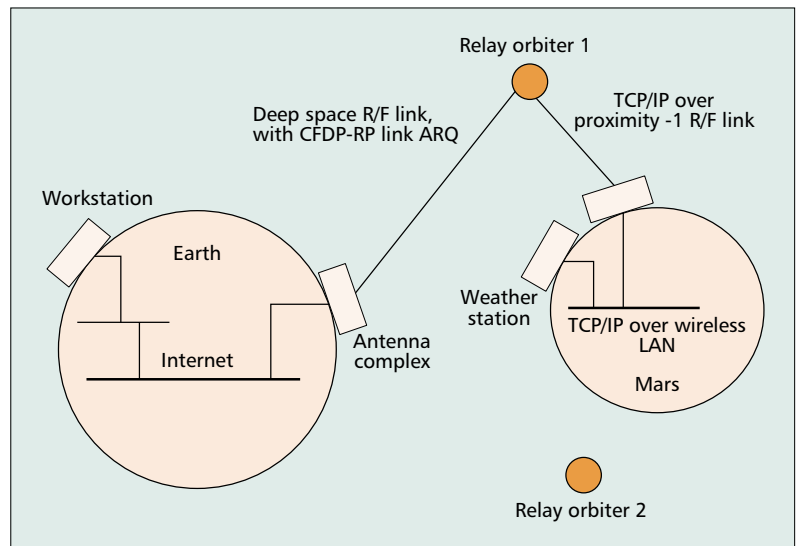 Relay orbiter 1
Deep space R/F link,
with CFDP-RP link ARQ
TCP/IP over
proximity -1 R/F link
Workstation
Earth
Internet
Antenna
complex
Weather
station
TCP/IP over wireless
LAN
Mars
Relay orbiter 2